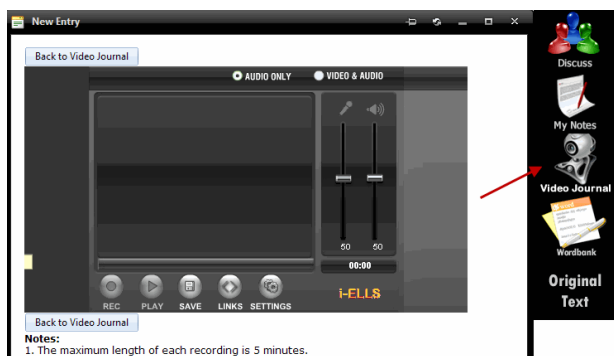 New Entry
Back to Video Journal
AUDIO ONLY VIDEO & AUDIO
50 50
00:00
REC PLAY SAVE LINKS SETTINGS
i-ELLS
Back to Video Journal
Notes:
1. The maximum length of each recording is 5 minutes.
Discuss
My Notes
Video Journal
Wordbank
Original
Text